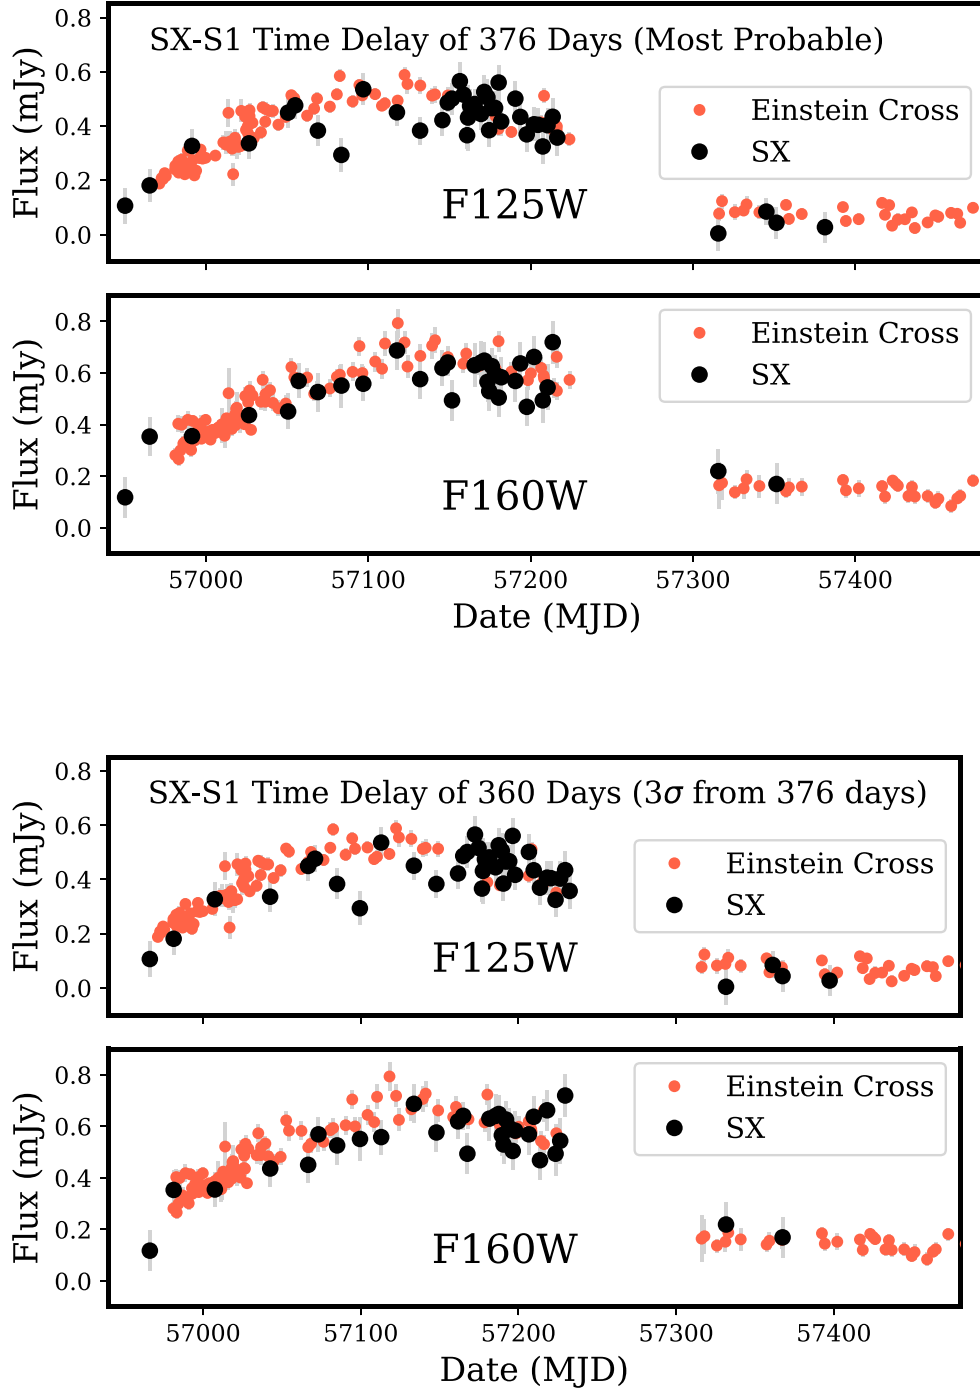 SX-S1 Time Delay of 376 Days (Most Probable)
0.8
0.6
0.4
0.2
0.0
Flux (mJy)
Einstein Cross
SX
F125W
0.8
0.6
0.4
0.2
0.0
Flux (mJy)
Einstein Cross
SX
F160W
57000
57100
57200
57300
57400
Date (MJD)
SX-S1 Time Delay of 360 Days (3σ from 376 days)
0.8
0.6
0.4
0.2
0.0
Flux (mJy)
Einstein Cross
SX
F125W
0.8
0.6
0.4
0.2
0.0
Flux (mJy)
Einstein Cross
SX
F160W
57000
57100
57200
57300
57400
Date (MJD)